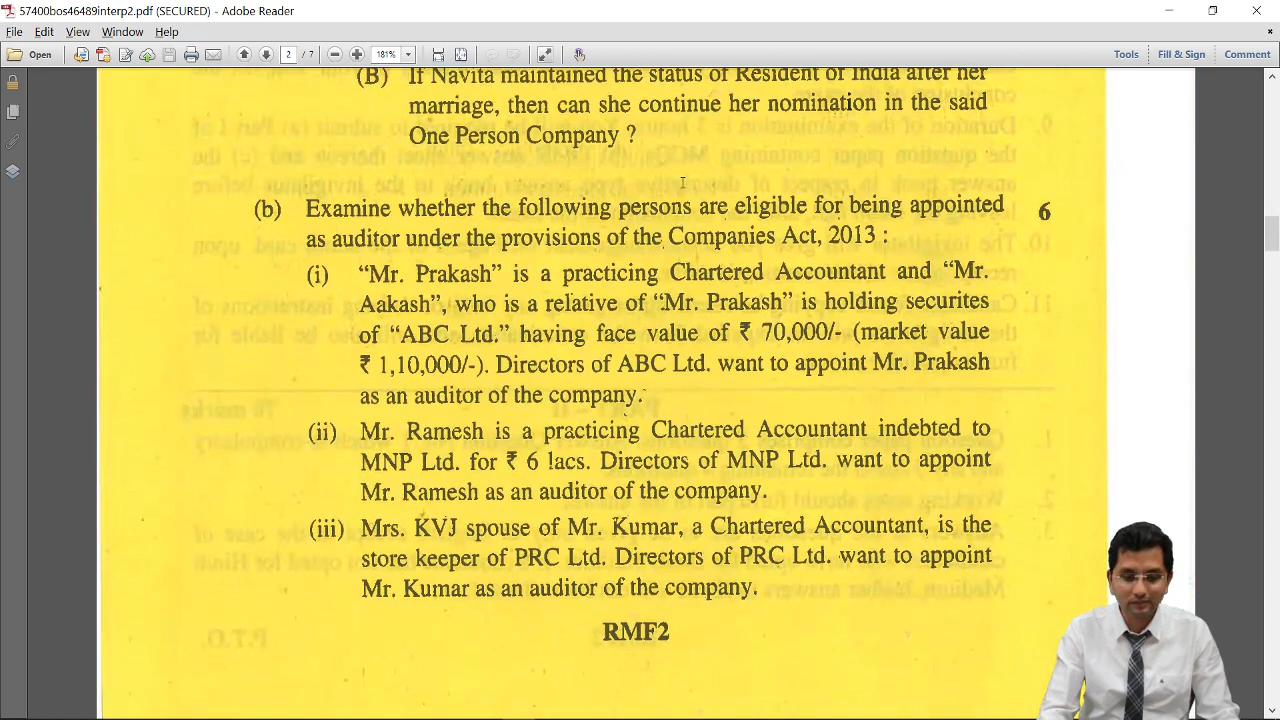 57400bos46489interp2.pdf (SECURED) - Adobe Reader
File Edit View Window Help
Open 2 / 7 181% Tools Fill & Sign Comment
(B) If Navita maintained the status of Resident of India after her
marriage, then can she continue her nomination in the said
One Person Company ?
(b) Examine whether the following persons are eligible for being appointed 6
as auditor under the provisions of the Companies Act, 2013 :
(i) “Mr. Prakash” is a practicing Chartered Accountant and “Mr.
Aakash”, who is a relative of “Mr. Prakash” is holding securites
of “ABC Ltd.” having face value of ₹ 70,000/- (market value
₹ 1,10,000/-). Directors of ABC Ltd. want to appoint Mr. Prakash
as an auditor of the company.
(ii) Mr. Ramesh is a practicing Chartered Accountant indebted to
MNP Ltd. for ₹ 6 lacs. Directors of MNP Ltd. want to appoint
Mr. Ramesh as an auditor of the company.
(iii) Mrs. KVJ spouse of Mr. Kumar, a Chartered Accountant, is the
store keeper of PRC Ltd. Directors of PRC Ltd. want to appoint
Mr. Kumar as an auditor of the company.
RMF2